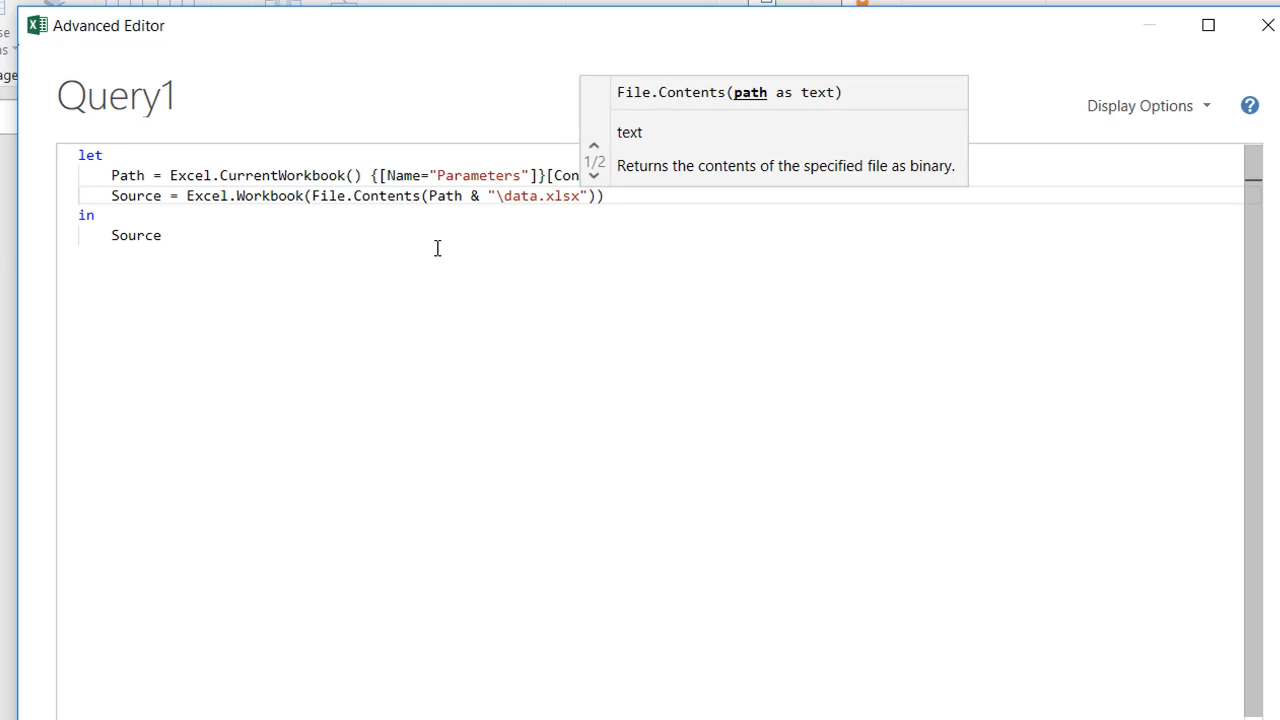 Advanced Editor
Query1
Display Options
File.Contents(path as text)
text
1/2
Returns the contents of the specified file as binary.
let
Path = Excel.CurrentWorkbook() {[Name="Parameters"]}[Con
Source = Excel.Workbook(File.Contents(Path & "\data.xlsx"))
in
Source